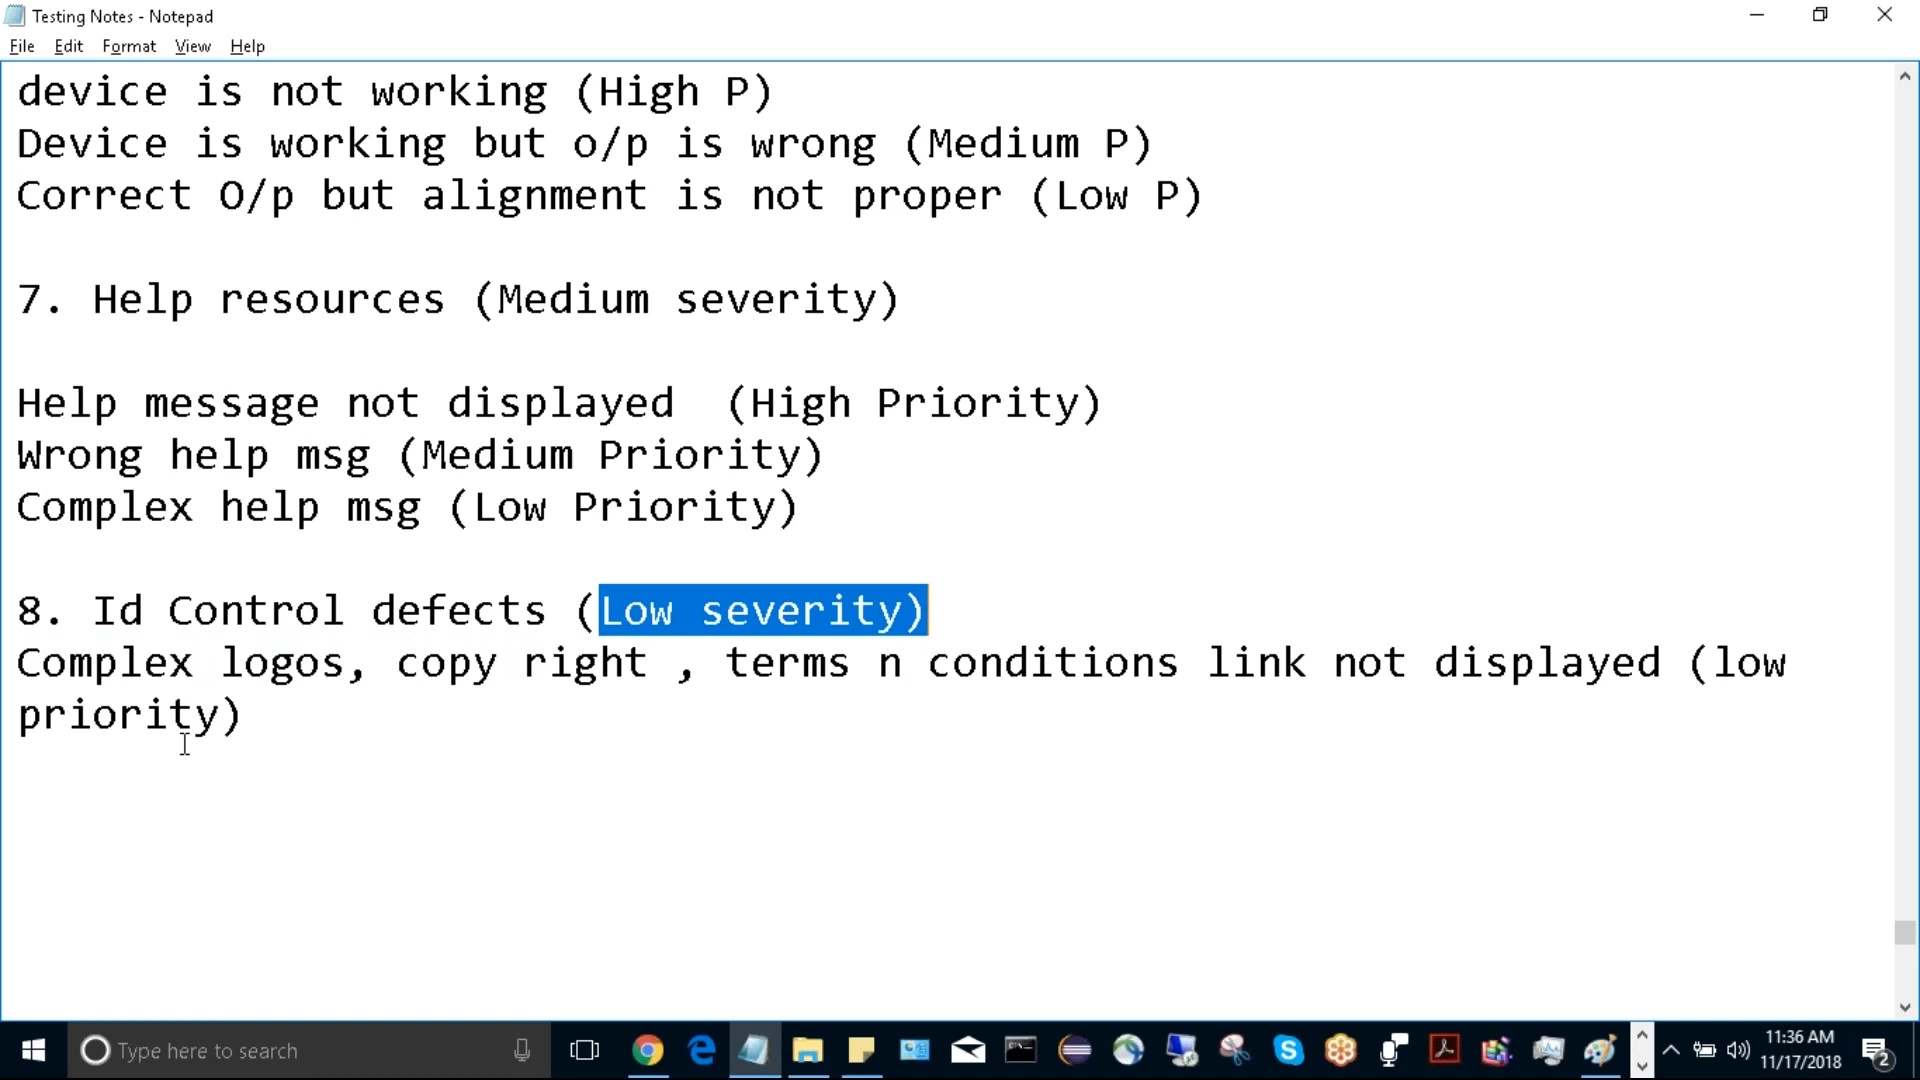 Testing Notes - Notepad
File Edit Format View Help
device is not working (High P)
Device is working but o/p is wrong (Medium P)
Correct O/p but alignment is not proper (Low P)
7. Help resources (Medium severity)
Help message not displayed  (High Priority)
Wrong help msg (Medium Priority)
Complex help msg (Low Priority)
8. Id Control defects (Low severity)
Complex logos, copy right , terms n conditions link not displayed (low
priority)
Type here to search
11:36 AM
11/17/2018
2